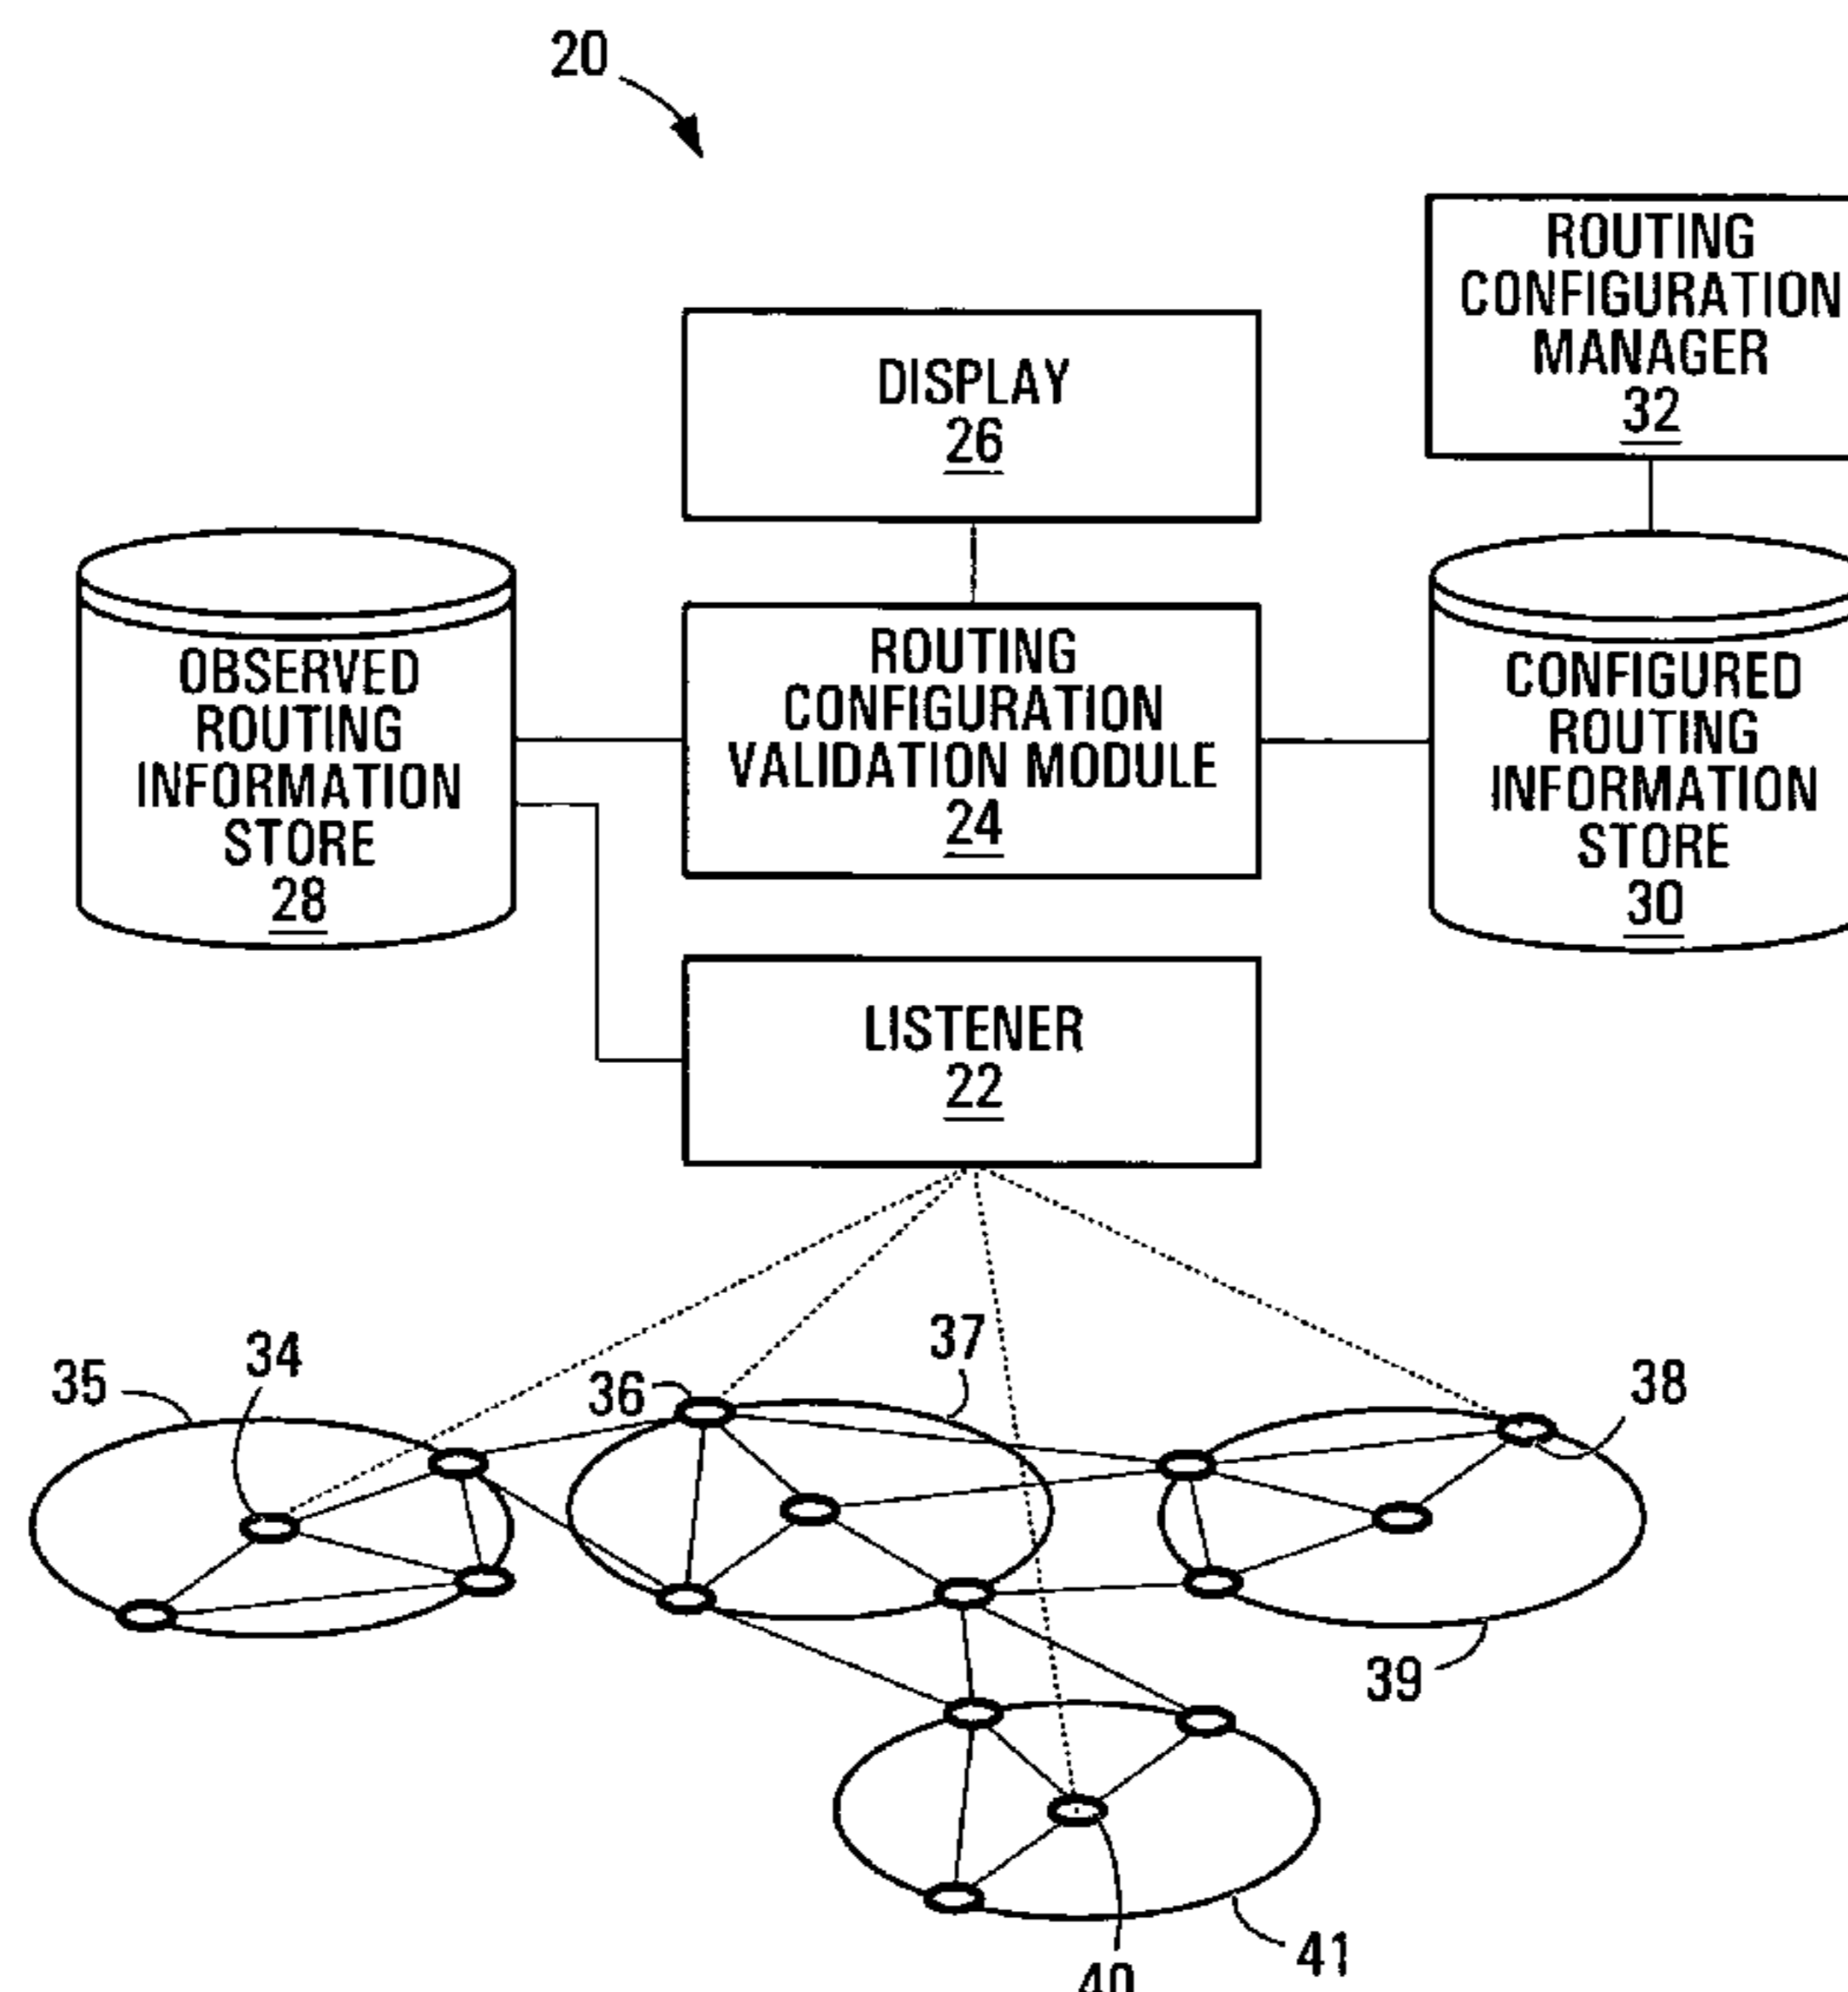 20
ROUTING
CONFIGURATION
MANAGER
32
DISPLAY
26
OBSERVED
ROUTING
INFORMATION
STORE
28
ROUTING
CONFIGURATION
VALIDATION MODULE
24
CONFIGURED
ROUTING
INFORMATION
STORE
30
LISTENER
22
35
34
36
37
38
39
40
41